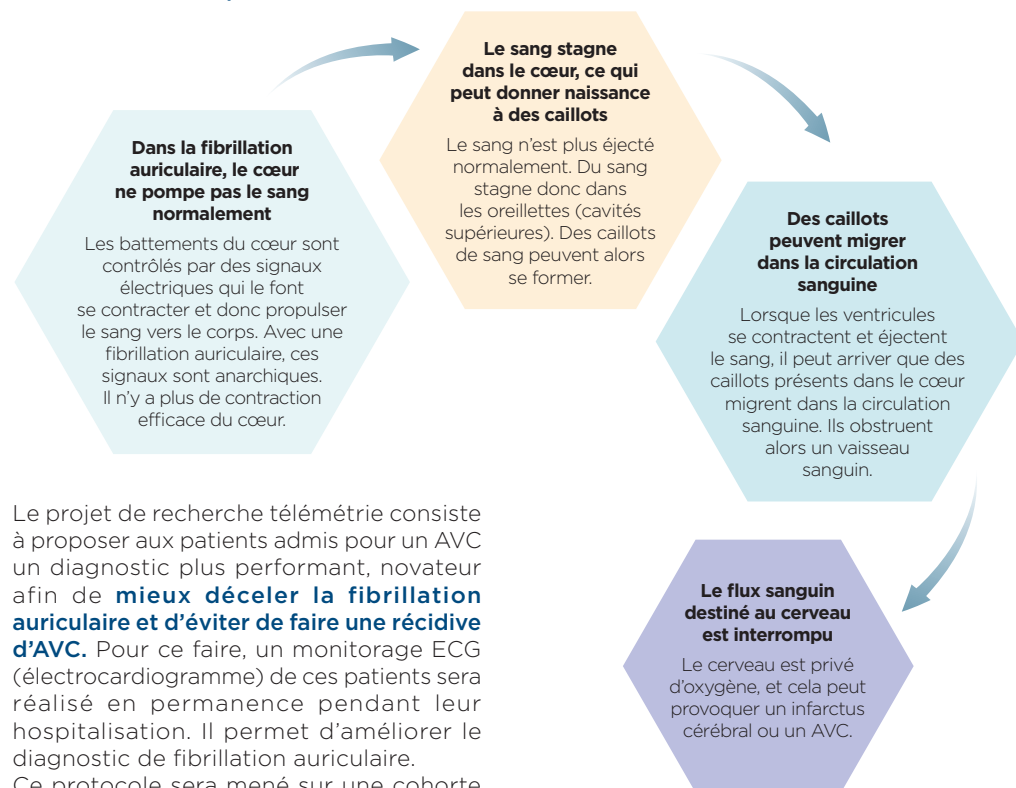 Dans la fibrillation
auriculaire, le cœur
ne pompe pas le sang
normalement
Les battements du cœur sont
contrôlés par des signaux
électriques qui le font
se contracter et donc propulser
le sang vers le corps. Avec une
fibrillation auriculaire, ces
signaux sont anarchiques.
Il n’y a plus de contraction
efficace du cœur.
Le sang stagne
dans le cœur, ce qui
peut donner naissance
à des caillots
Le sang n’est plus éjecté
normalement. Du sang
stagne donc dans
les oreillettes (cavités
supérieures). Des caillots
de sang peuvent alors
se former.
Des caillots
peuvent migrer
dans la circulation
sanguine
Lorsque les ventricules
se contractent et éjectent
le sang, il peut arriver que des
caillots présents dans le cœur
migrent dans la circulation
sanguine. Ils obstruent
alors un vaisseau
sanguin.
Le flux sanguin
destiné au cerveau
est interrompu
Le cerveau est privé
d’oxygène, et cela peut
provoquer un infarctus
cérébral ou un AVC.
Le projet de recherche télémétrie consiste
à proposer aux patients admis pour un AVC
un diagnostic plus performant, novateur
afin de mieux déceler la fibrillation
auriculaire et d’éviter de faire une récidive
d’AVC. Pour ce faire, un monitorage ECG
(électrocardiogramme) de ces patients sera
réalisé en permanence pendant leur
hospitalisation. Il permet d’améliorer le
diagnostic de fibrillation auriculaire.
Ce protocole sera mené sur une cohorte